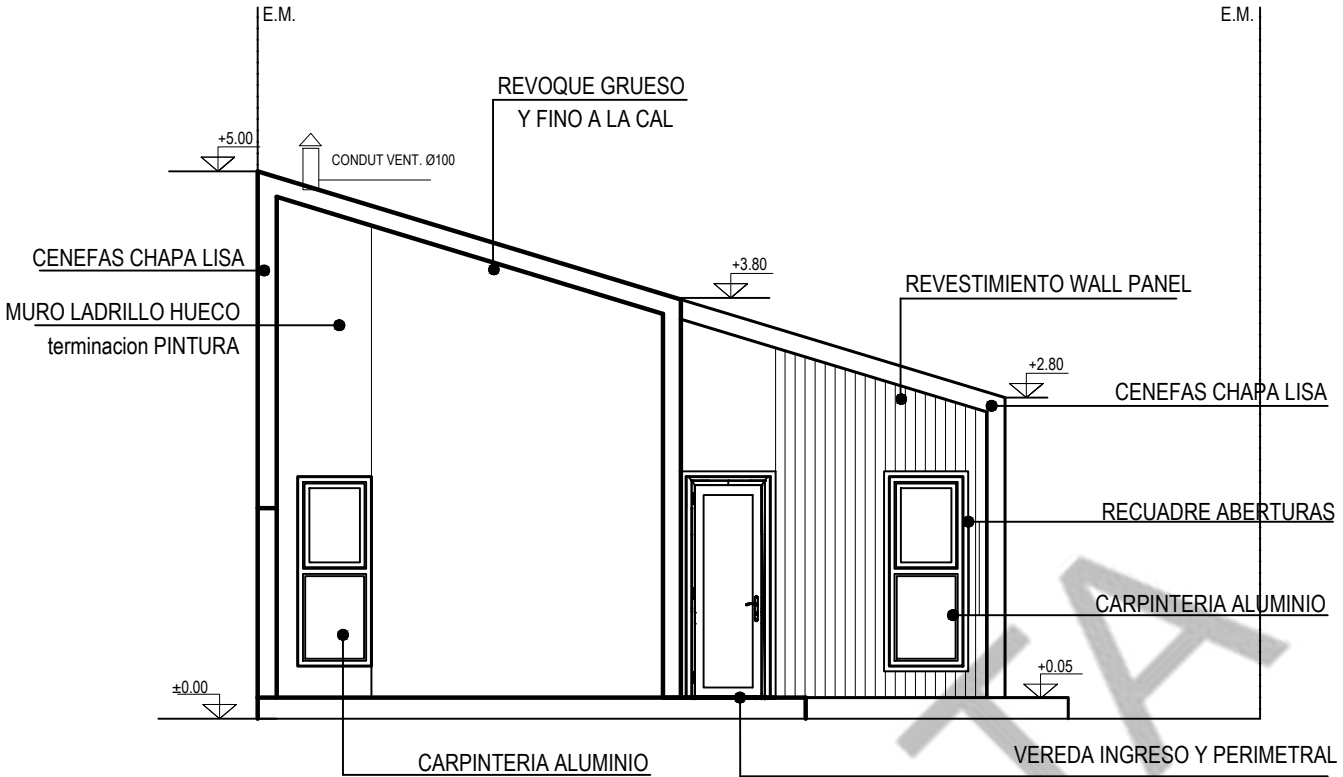 E.M.
E.M.
REVOQUE GRUESO
Y FINO A LA CAL
+5.00
CONDUT VENT. Ø100
CENEFAS CHAPA LISA
+3.80
REVESTIMIENTO WALL PANEL
MURO LADRILLO HUECO
terminacion PINTURA
+2.80
CENEFAS CHAPA LISA
RECUADRE ABERTURAS
CARPINTERIA ALUMINIO
+0.05
±0.00
CARPINTERIA ALUMINIO
VEREDA INGRESO Y PERIMETRAL
TA